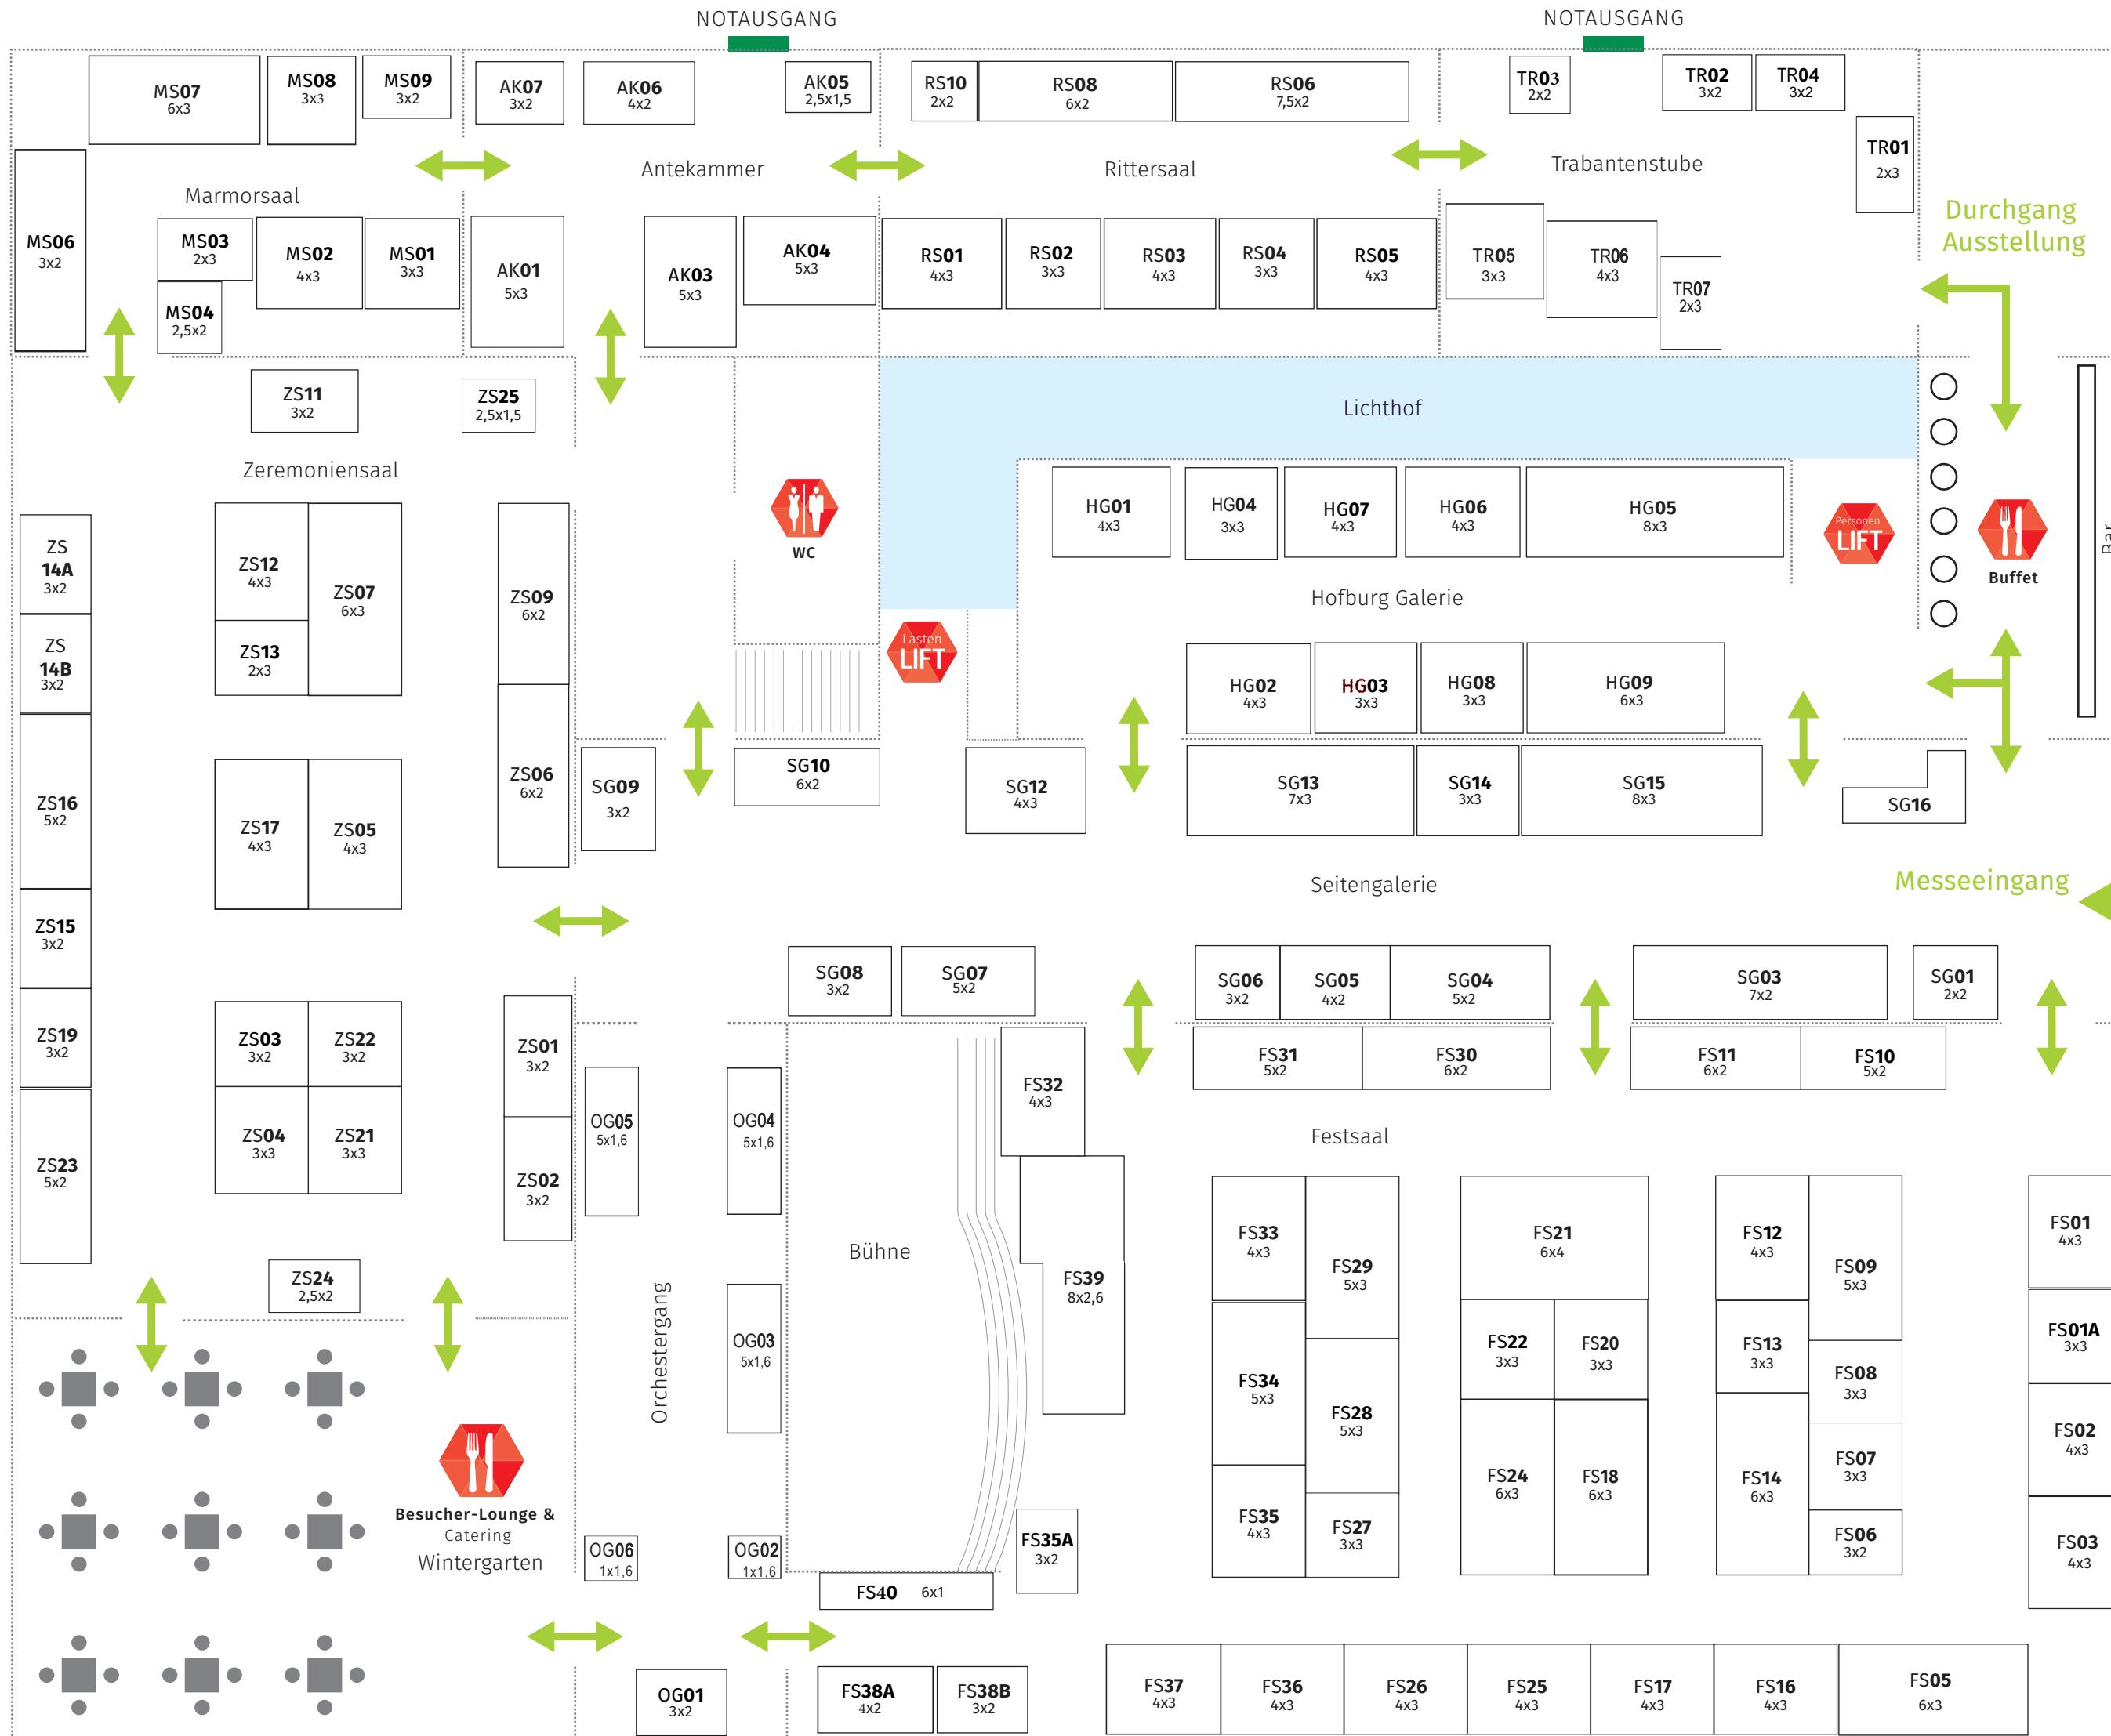 NOTAUSGANG
NOTAUSGANG
MS07
6x3
MS08
3x3
MS09
3x2
AK07
3x2
AK06
4x2
AK05
2,5x1,5
RS10
2x2
RS08
6x2
RS06
7,5x2
TR03
2x2
TR02
3x2
TR04
3x2
TR01
2x3
Marmorsaal
Antekammer
Rittersaal
Trabantenstube
Durchgang
Ausstellung
MS06
3x2
MS03
2x3
MS02
4x3
MS01
3x3
MS04
2,5x2
AK01
5x3
AK03
5x3
AK04
5x3
RS01
4x3
RS02
3x3
RS03
4x3
RS04
3x3
RS05
4x3
TR05
3x3
TR06
4x3
TR07
2x3
ZS11
3x2
ZS25
2,5x1,5
Lichthof
Zeremoniensaal
WC
HG01
4x3
HG04
3x3
HG07
4x3
HG06
4x3
HG05
8x3
Personen
LIFT
Buffet
Bar
ZS
14A
3x2
ZS12
4x3
ZS07
6x3
ZS09
6x2
Hofburg Galerie
ZS
14B
3x2
ZS13
2x3
Lasten
LIFT
HG02
4x3
HG03
3x3
HG08
3x3
HG09
6x3
ZS16
5x2
ZS17
4x3
ZS05
4x3
ZS06
6x2
SG09
3x2
SG10
6x2
SG12
4x3
SG13
7x3
SG14
3x3
SG15
8x3
SG16
Seitengalerie
Messeeingang
ZS15
3x2
SG08
3x2
SG07
5x2
SG06
3x2
SG05
4x2
SG04
5x2
SG03
7x2
SG01
2x2
ZS19
3x2
ZS03
3x2
ZS22
3x2
ZS01
3x2
FS32
4x3
FS31
5x2
FS30
6x2
FS11
6x2
FS10
5x2
ZS23
5x2
ZS04
3x3
ZS21
3x3
ZS02
3x2
OG05
5x1,6
OG04
5x1,6
Festsaal
Bühne
FS39
8x2,6
FS33
4x3
FS29
5x3
FS21
6x4
FS12
4x3
FS09
5x3
FS01
4x3
ZS24
2,5x2
Orchestergang
OG03
5x1,6
FS34
5x3
FS28
5x3
FS22
3x3
FS20
3x3
FS13
3x3
FS08
3x3
FS01A
3x3
FS02
4x3
FS24
6x3
FS18
6x3
FS14
6x3
FS07
3x3
Besucher-Lounge &
Catering
Wintergarten
OG06
1x1,6
OG02
1x1,6
FS35A
3x2
FS35
4x3
FS27
3x3
FS06
3x2
FS03
4x3
FS40 6x1
OG01
3x2
FS38A
4x2
FS38B
3x2
FS37
4x3
FS36
4x3
FS26
4x3
FS25
4x3
FS17
4x3
FS16
4x3
FS05
6x3